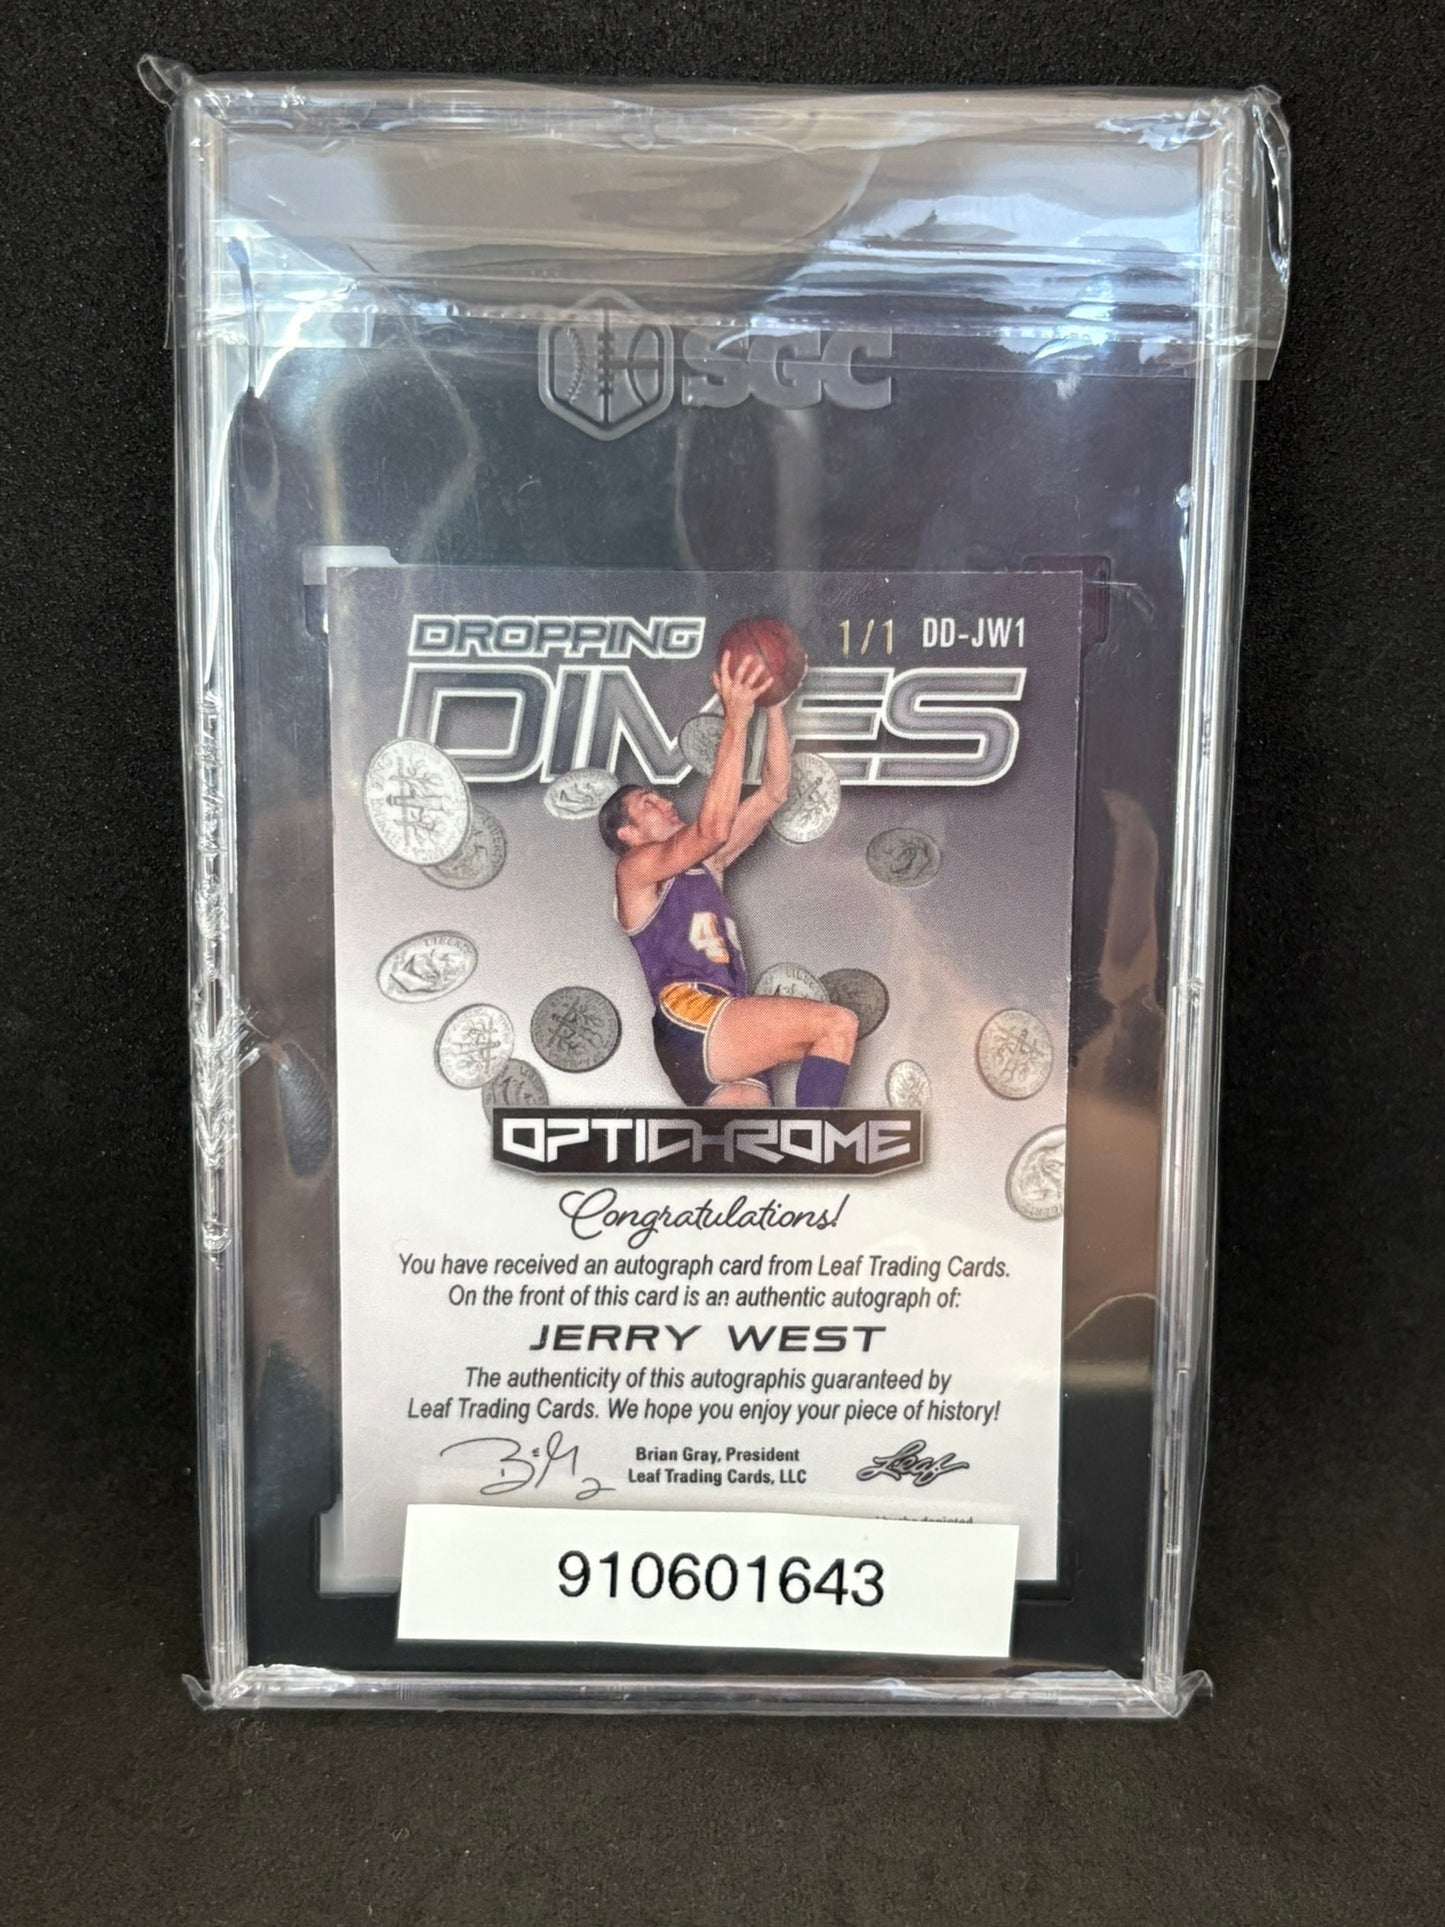 SGC
DROPPING
1/1 DD-JW1
DIMES
OPTICHROME
Congratulations!
You have received an autograph card from Leaf Trading Cards.
On the front of this card is an authentic autograph of:
JERRY WEST
The authenticity of this autographis guaranteed by
Leaf Trading Cards. We hope you enjoy your piece of history!
Brian Gray, President
Leaf Trading Cards, LLC
Leaf
910601643